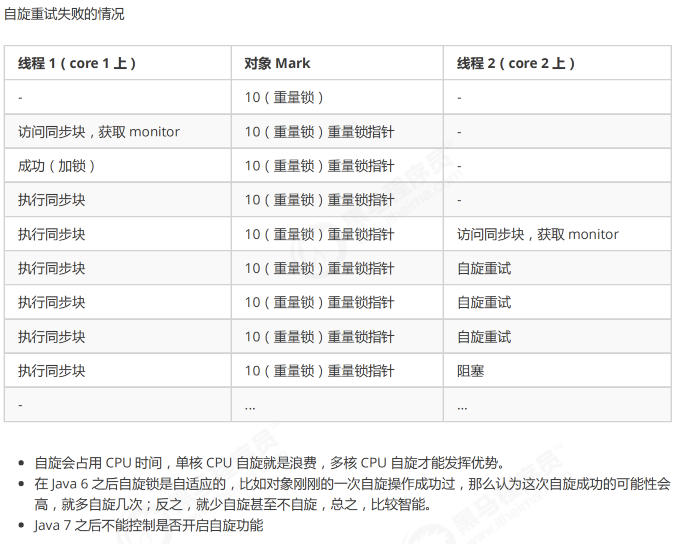 自旋重试失败的情况
线程 1（core 1 上） 对象 Mark 线程 2（core 2 上）
- 10（重量锁） -
访问同步块，获取 monitor 10（重量锁）重量锁指针 -
成功（加锁） 10（重量锁）重量锁指针 -
执行同步块 10（重量锁）重量锁指针 -
执行同步块 10（重量锁）重量锁指针 访问同步块，获取 monitor
执行同步块 10（重量锁）重量锁指针 自旋重试
执行同步块 10（重量锁）重量锁指针 自旋重试
执行同步块 10（重量锁）重量锁指针 自旋重试
执行同步块 10（重量锁）重量锁指针 阻塞
- ... ...
• 自旋会占用 CPU 时间，单核 CPU 自旋就是浪费，多核 CPU 自旋才能发挥优势。
• 在 Java 6 之后自旋锁是自适应的，比如对象刚刚的一次自旋操作成功过，那么认为这次自旋成功的可能性会
高，就多自旋几次；反之，就少自旋甚至不自旋，总之，比较智能。
• Java 7 之后不能控制是否开启自旋功能